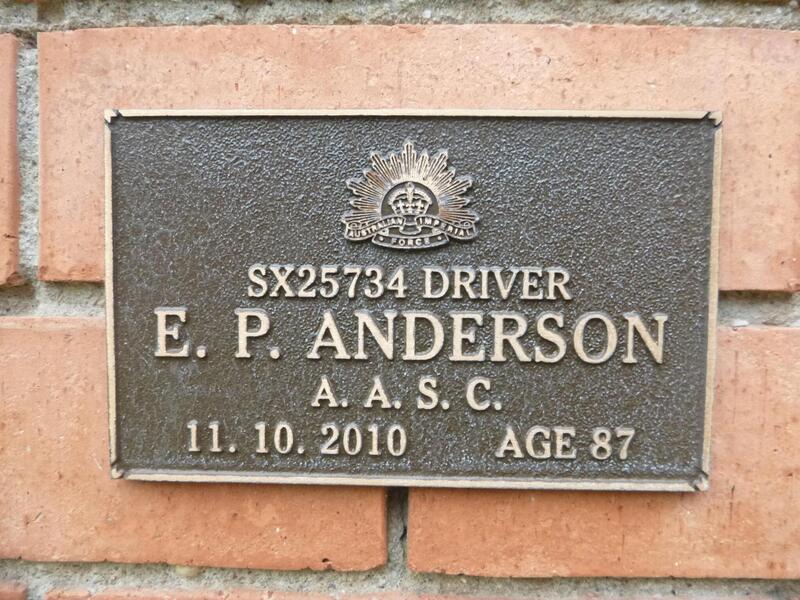 AUSTRALIAN IMPERIAL
FORCE
SX25734 DRIVER
E. P. ANDERSON
A. A. S. C.
11. 10. 2010 AGE 87